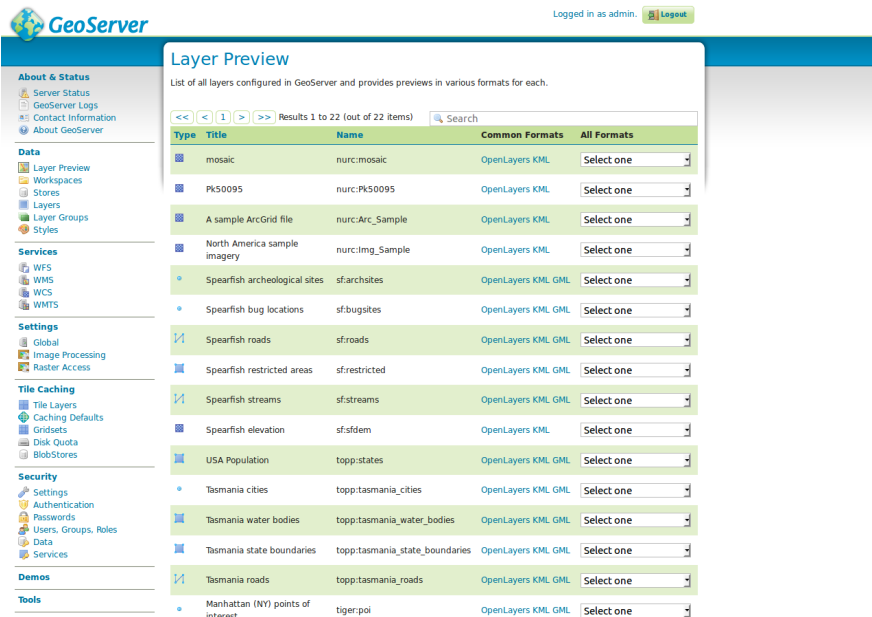 GeoServer
Logged in as admin. Logout
About & Status
Server Status
GeoServer Logs
Contact Information
About GeoServer
Data
Layer Preview
Workspaces
Stores
Layers
Layer Groups
Styles
Services
WFS
WMS
WCS
WMTS
Settings
Global
Image Processing
Raster Access
Tile Caching
Tile Layers
Caching Defaults
Gridsets
Disk Quota
BlobStores
Security
Settings
Authentication
Passwords
Users, Groups, Roles
Data
Services
Demos
Tools
Layer Preview
List of all layers configured in GeoServer and provides previews in various formats for each.
<< < 1 > >> Results 1 to 22 (out of 22 items) Search
Type Title Name Common Formats All Formats
mosaic nurc:mosaic OpenLayers KML Select one
Pk50095 nurc:Pk50095 OpenLayers KML Select one
A sample ArcGrid file nurc:Arc_Sample OpenLayers KML Select one
North America sample
imagery nurc:Img_Sample OpenLayers KML Select one
Spearfish archeological sites sf:archsites OpenLayers KML GML Select one
Spearfish bug locations sf:bugsites OpenLayers KML GML Select one
Spearfish roads sf:roads OpenLayers KML GML Select one
Spearfish restricted areas sf:restricted OpenLayers KML GML Select one
Spearfish streams sf:streams OpenLayers KML GML Select one
Spearfish elevation sf:sfdem OpenLayers KML Select one
USA Population topp:states OpenLayers KML GML Select one
Tasmania cities topp:tasmania_cities OpenLayers KML GML Select one
Tasmania water bodies topp:tasmania_water_bodies OpenLayers KML GML Select one
Tasmania state boundaries topp:tasmania_state_boundaries OpenLayers KML GML Select one
Tasmania roads topp:tasmania_roads OpenLayers KML GML Select one
Manhattan (NY) points of
interest tiger:poi OpenLayers KML GML Select one